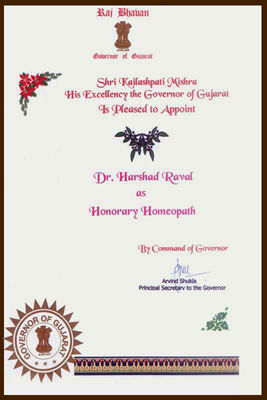 Raj Bhavan
Governor of Gujarat
Shri Kailashpati Mishra
His Excellency the Governor of Gujarat
Is Pleased to Appoint
Dr. Harshad Raval
as
Honorary Homeopath
By Command of Governor
Arvind Shukla
Principal Secretary to the Governor
GOVERNOR OF GUJARAT